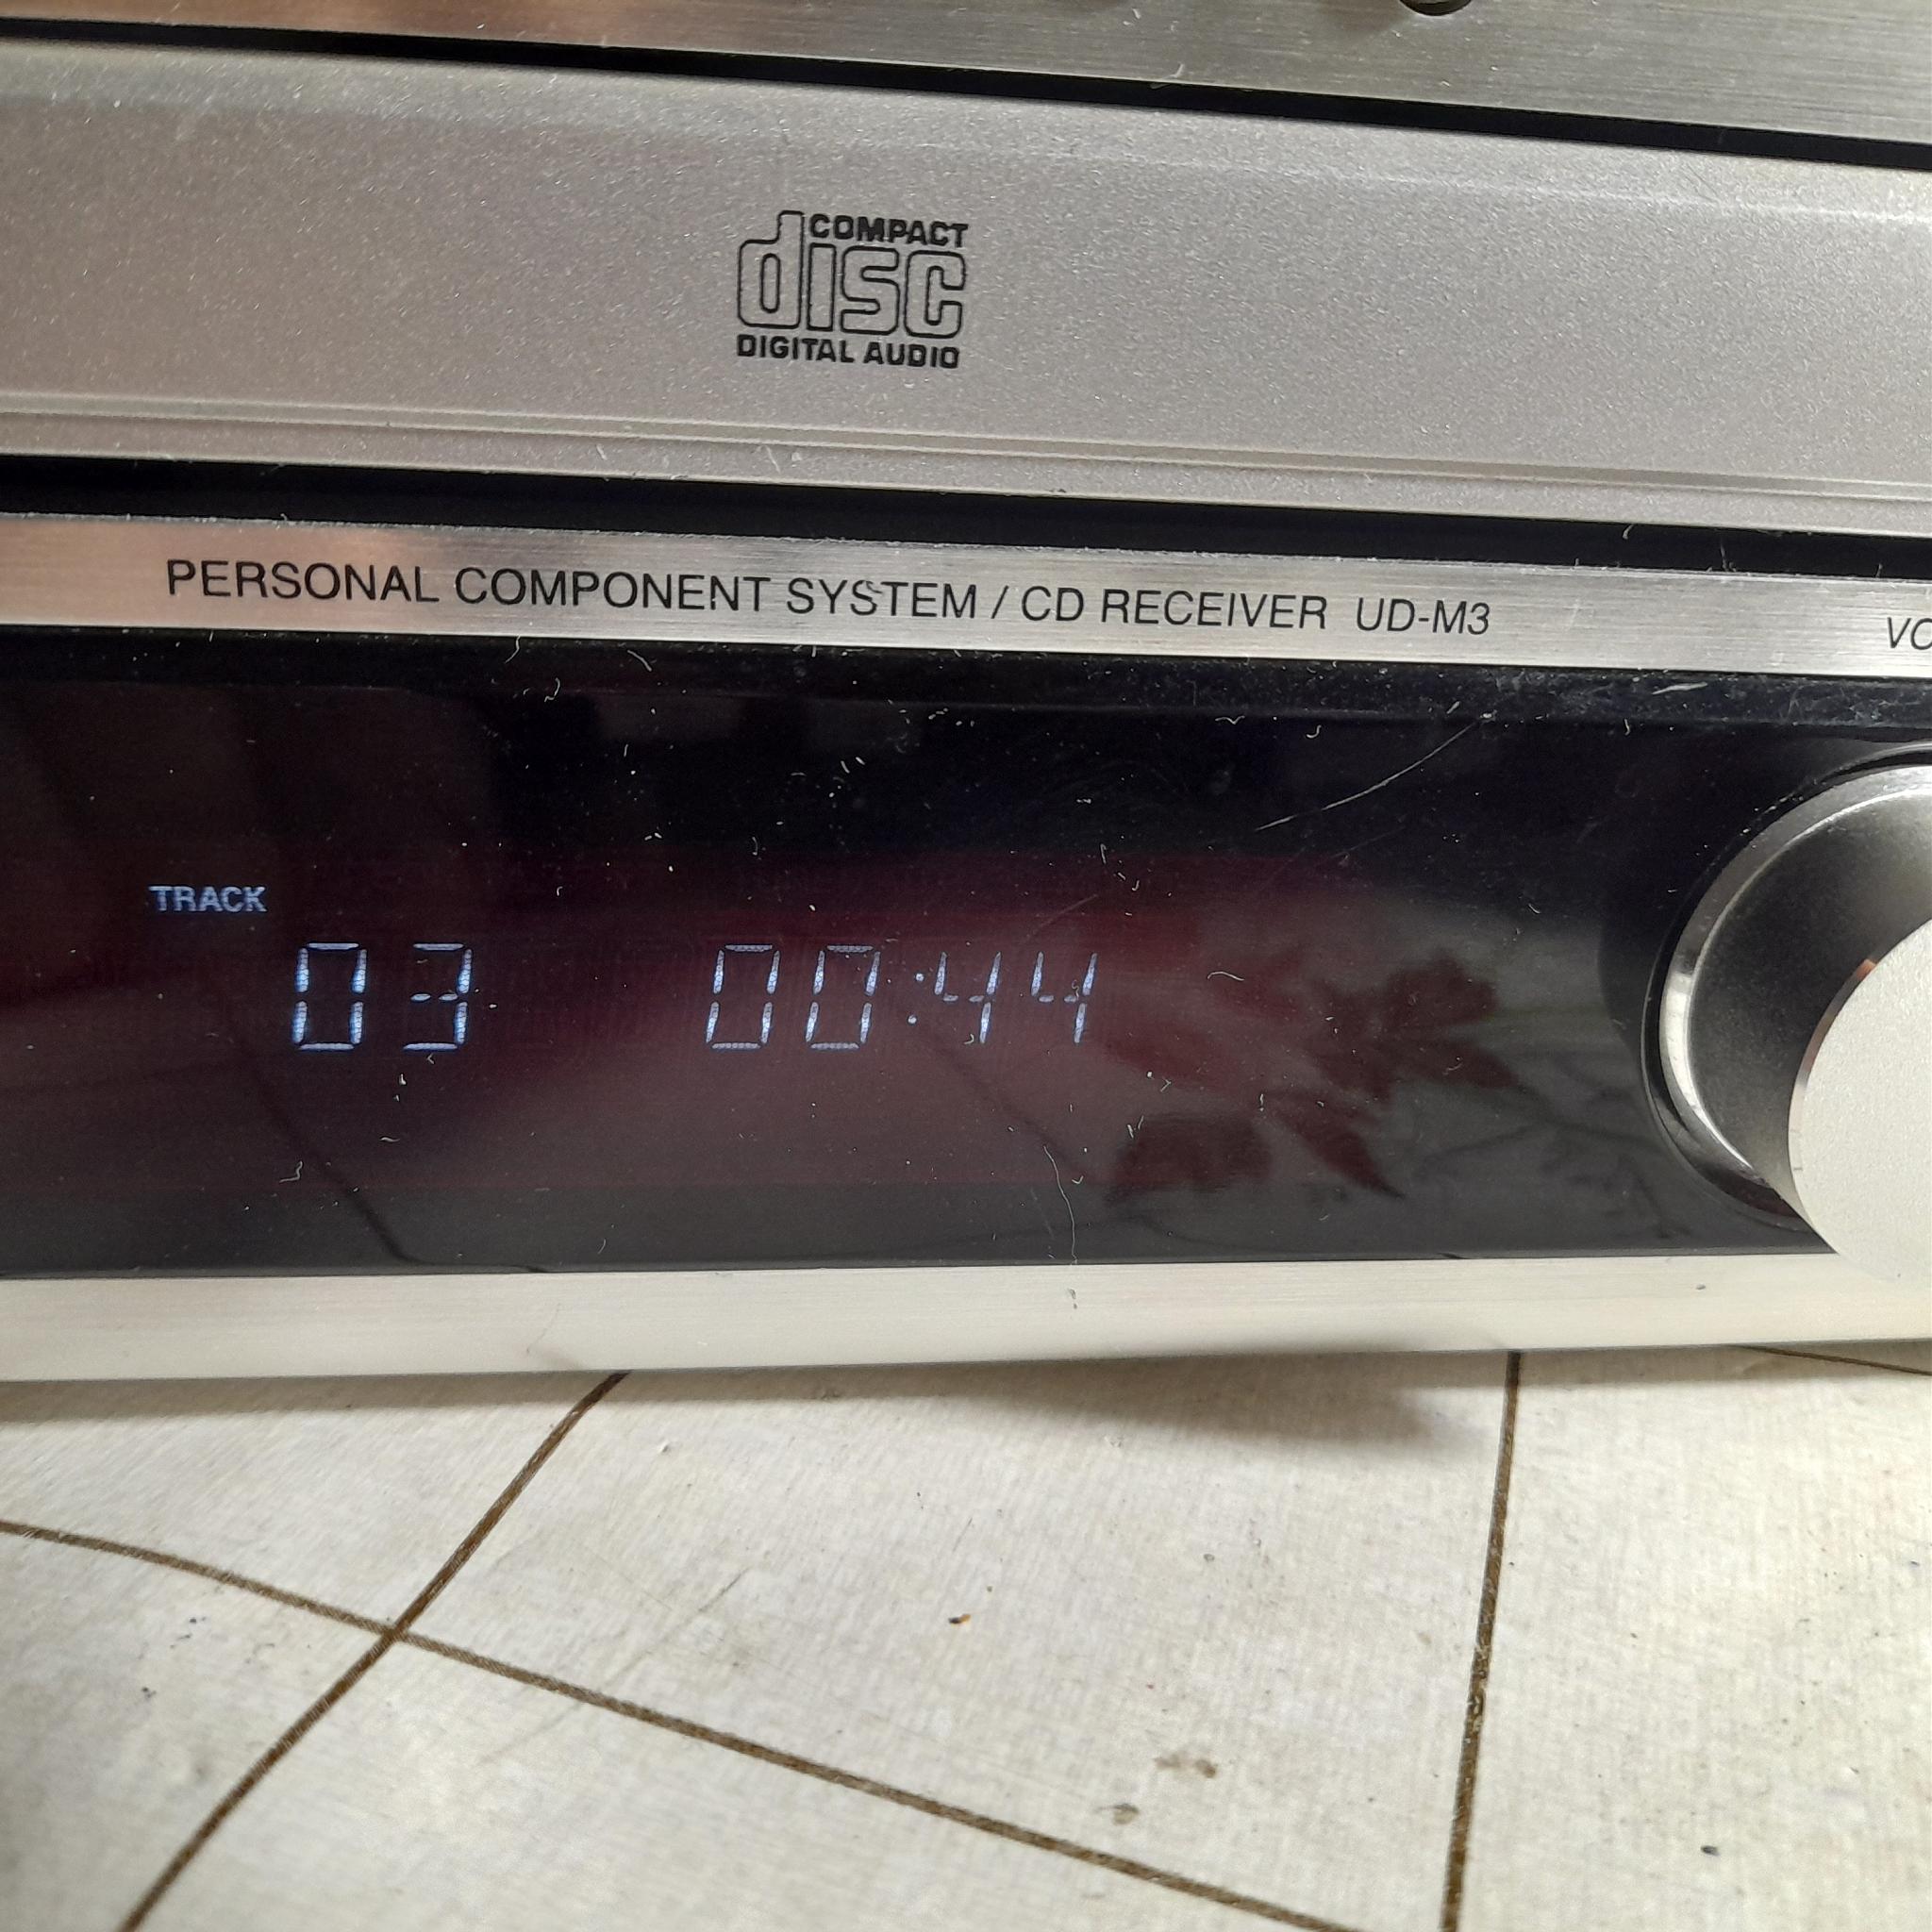 COMPACT
disc
DIGITAL AUDIO
PERSONAL COMPONENT SYSTEM / CD RECEIVER UD-M3
TRACK
03 00:44